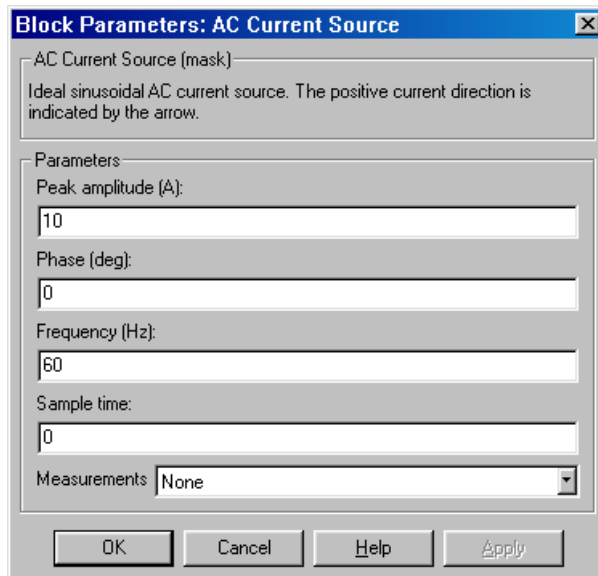 Block Parameters: AC Current Source
AC Current Source (mask)
Ideal sinusoidal AC current source. The positive current direction is
indicated by the arrow.
Parameters
Peak amplitude (A):
10
Phase (deg):
0
Frequency (Hz):
60
Sample time:
0
Measurements None
OK Cancel Help Apply